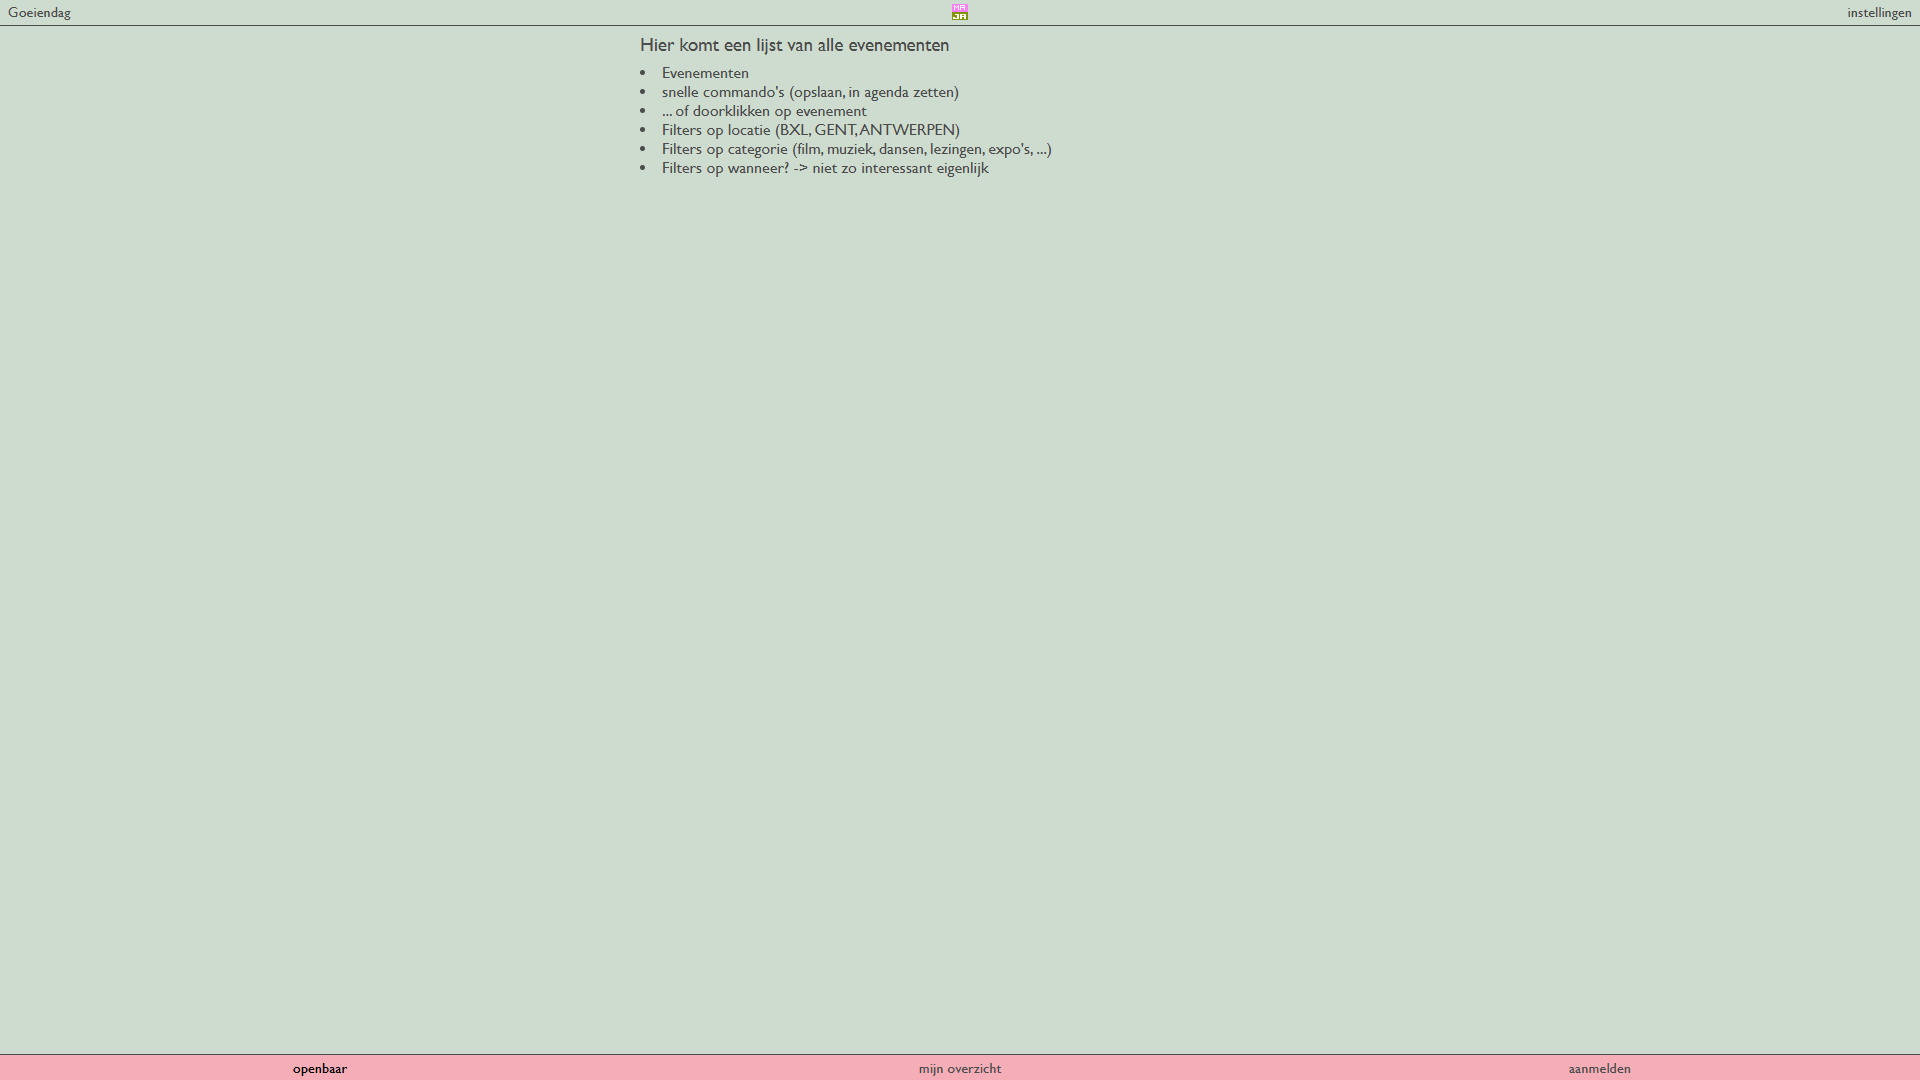 Goeiendag
MA
JA
instellingen
Hier komt een lijst van alle evenementen
• Evenementen
• snelle commando's (opslaan, in agenda zetten)
• ... of doorklikken op evenement
• Filters op locatie (BXL, GENT, ANTWERPEN)
• Filters op categorie (film, muziek, dansen, lezingen, expo's, ...)
• Filters op wanneer? -> niet zo interessant eigenlijk
openbaar
mijn overzicht
aanmelden